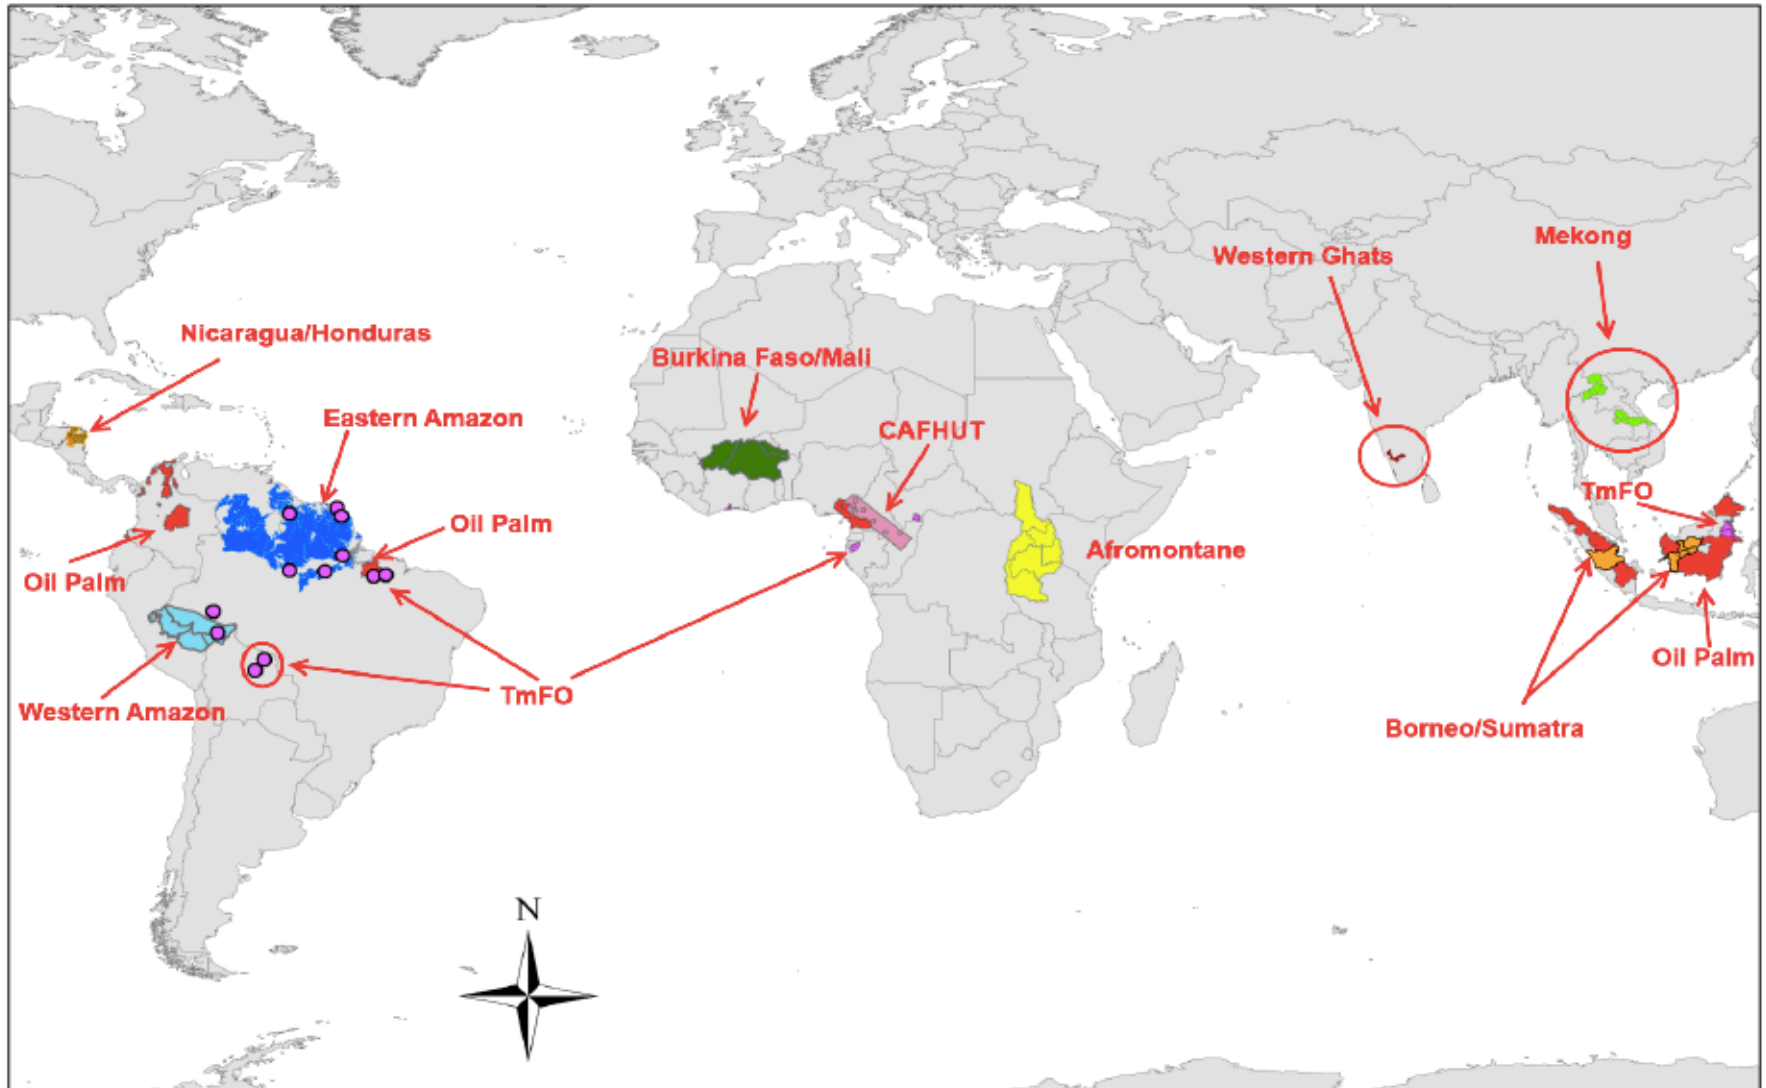 Mekong
Western Ghats
Nicaragua/Honduras
Burkina Faso/Mali
Eastern Amazon
CAFHUT
TmFO
Oil Palm
Afromontane
Oil Palm
Oil Palm
TmFO
Western Amazon
Borneo/Sumatra
N